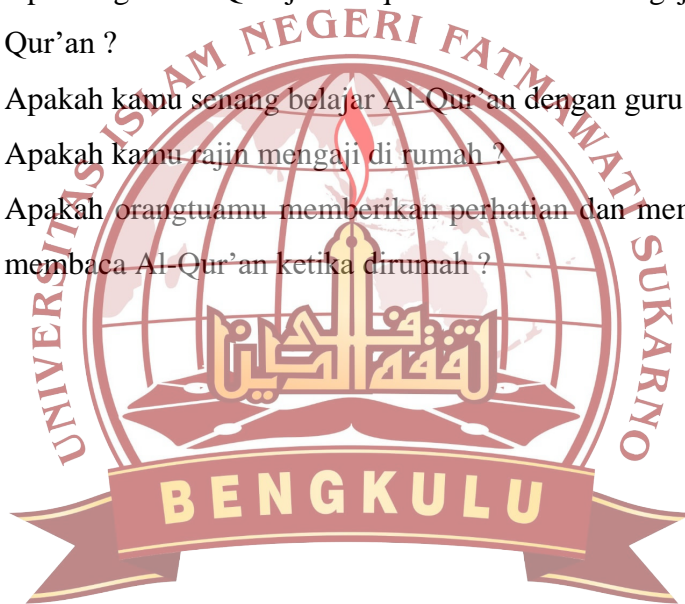 Qur’an ?
Apakah kamu senang belajar Al-Qur’an dengan guru
Apakah kamu rajin mengaji di rumah ?
Apakah orangtuamu memberikan perhatian dan
membaca Al-Qur’an ketika dirumah ?
UNIVERSITAS ISLAM NEGERI FATMAWATI SUKARNO
BENGKULU